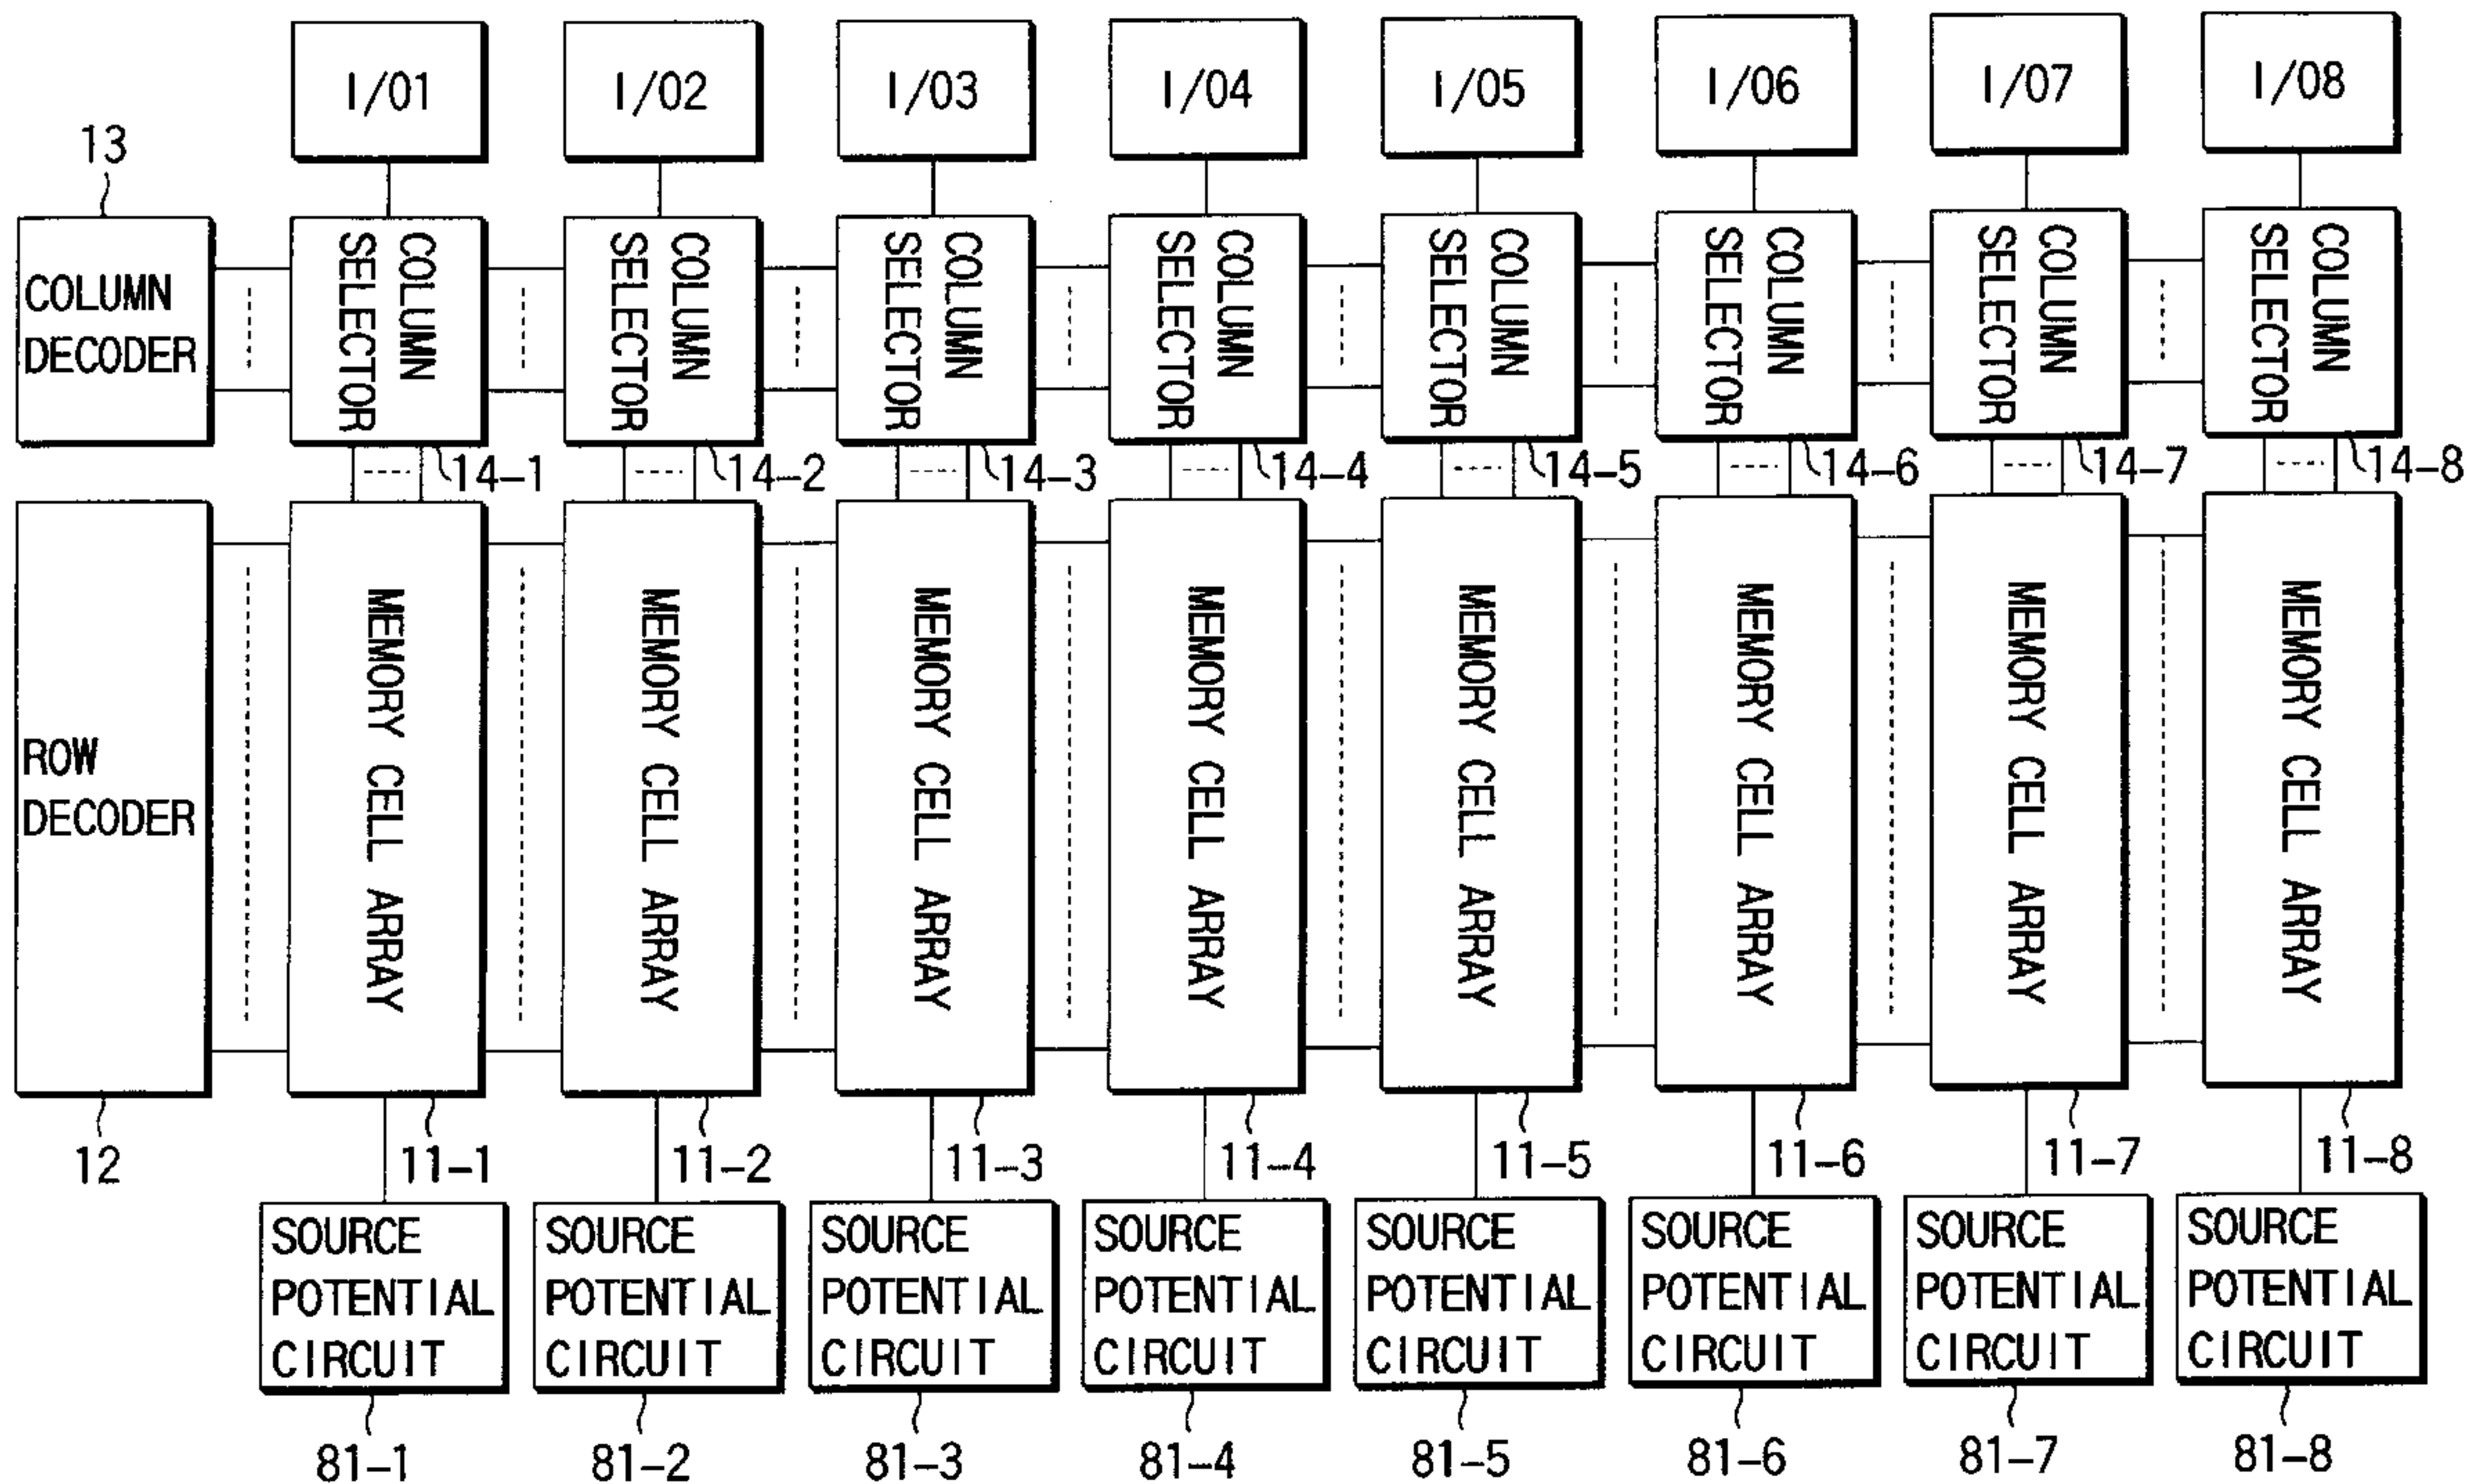 I/01 I/02 I/03 I/04 I/05 I/06 I/07 I/08
13
COLUMN
DECODER
COLUMN
SELECTOR
COLUMN
SELECTOR
COLUMN
SELECTOR
COLUMN
SELECTOR
COLUMN
SELECTOR
COLUMN
SELECTOR
COLUMN
SELECTOR
COLUMN
SELECTOR
14-1 14-2 14-3 14-4 14-5 14-6 14-7 14-8
ROW
DECODER
MEMORY CELL ARRAY
MEMORY CELL ARRAY
MEMORY CELL ARRAY
MEMORY CELL ARRAY
MEMORY CELL ARRAY
MEMORY CELL ARRAY
MEMORY CELL ARRAY
MEMORY CELL ARRAY
12 11-1 11-2 11-3 11-4 11-5 11-6 11-7 11-8
SOURCE
POTENTIAL
CIRCUIT
SOURCE
POTENTIAL
CIRCUIT
SOURCE
POTENTIAL
CIRCUIT
SOURCE
POTENTIAL
CIRCUIT
SOURCE
POTENTIAL
CIRCUIT
SOURCE
POTENTIAL
CIRCUIT
SOURCE
POTENTIAL
CIRCUIT
SOURCE
POTENTIAL
CIRCUIT
81-1 81-2 81-3 81-4 81-5 81-6 81-7 81-8